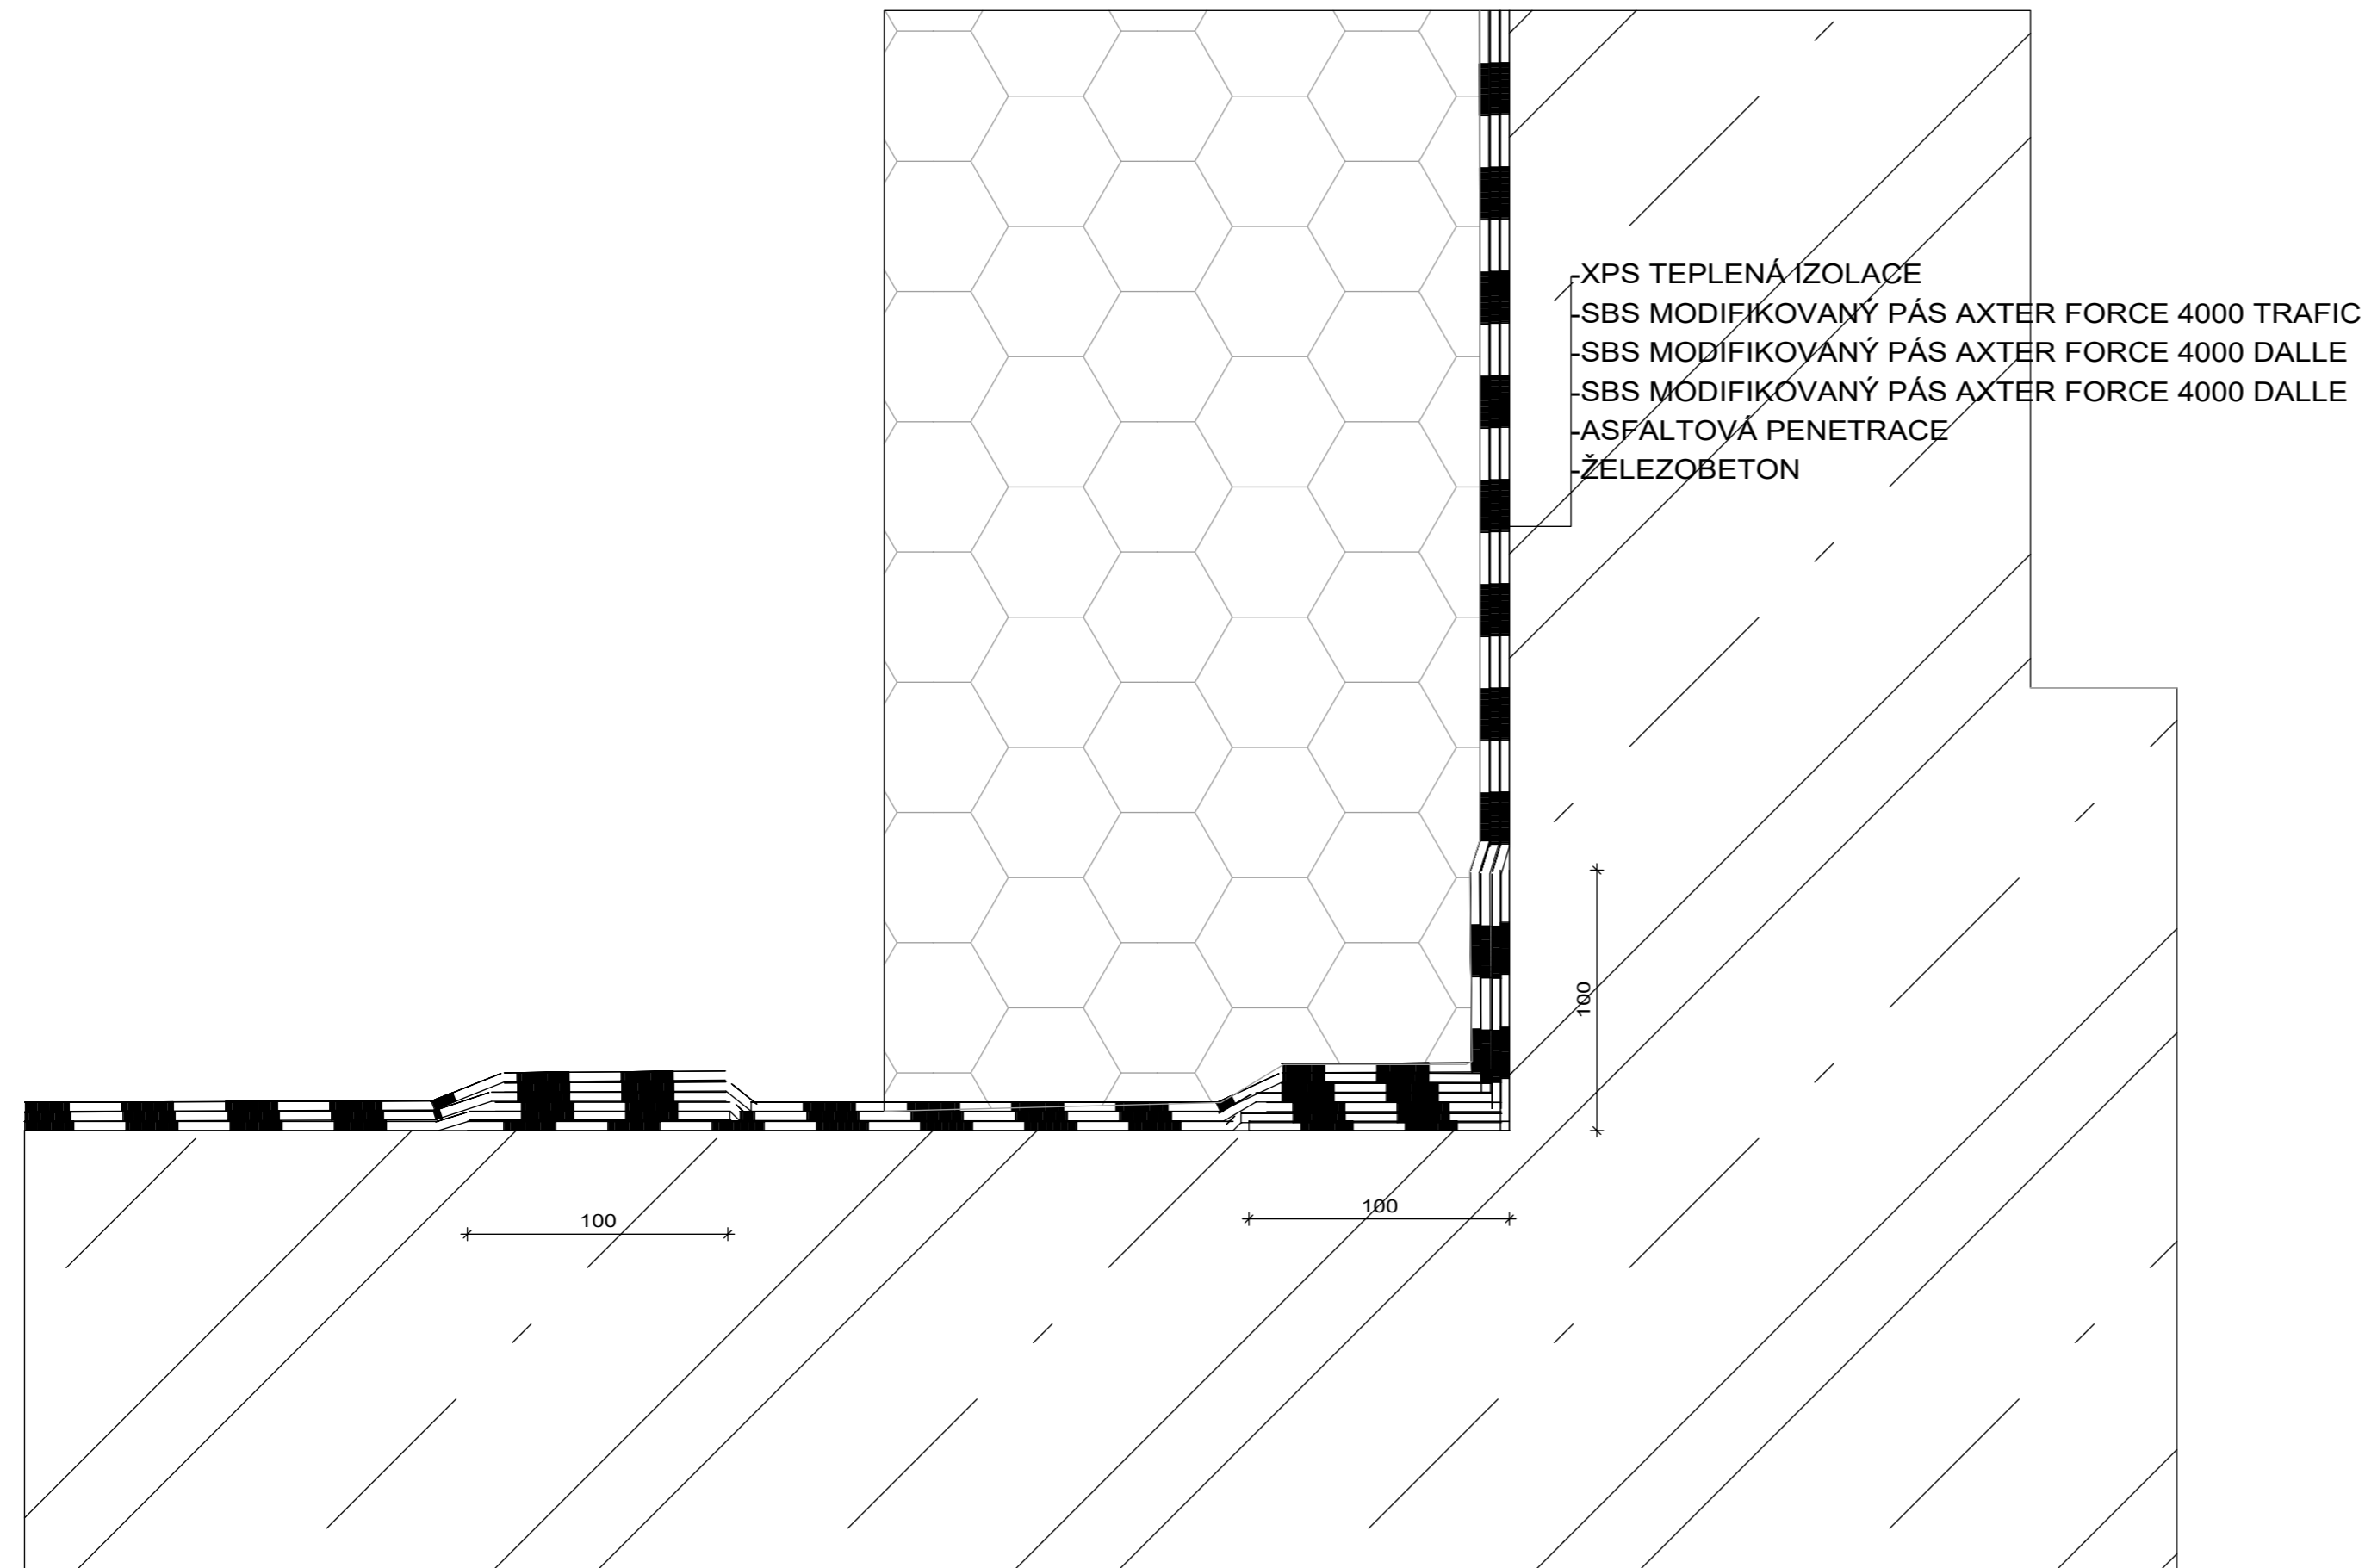 XPS TEPLENÁ IZOLACE
SBS MODIFIKOVANÝ PÁS AXTER FORCE 4000 TRAFIC
SBS MODIFIKOVANÝ PÁS AXTER FORCE 4000 DALLE
SBS MODIFIKOVANÝ PÁS AXTER FORCE 4000 DALLE
ASFALTOVÁ PENETRACE
ŽELEZOBETON
100
100
100